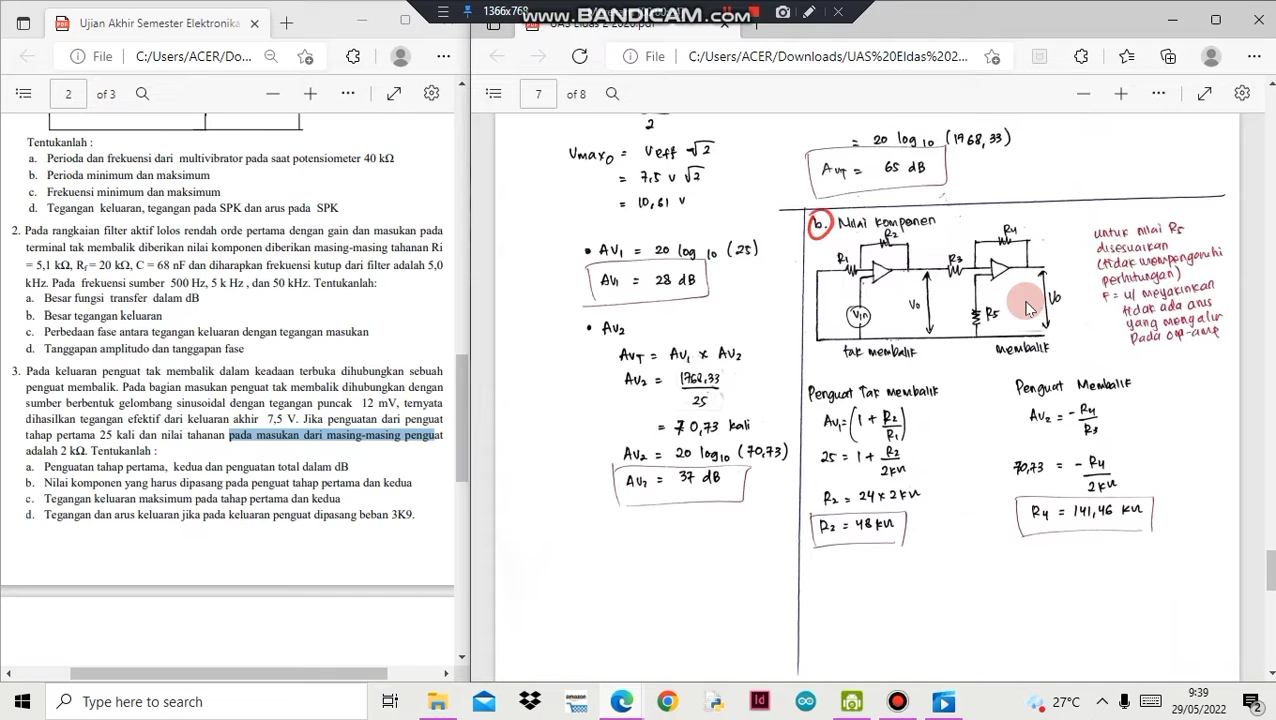 1366x768
www.BANDICAM.com
Ujian Akhir Semester Elektronika
File
C:/Users/ACER/Do...
2 of 3
Tentukanlah :
a. Perioda dan frekuensi dari multivibrator pada saat potensiometer 40 kΩ
b. Perioda minimum dan maksimum
c. Frekuensi minimum dan maksimum
d. Tegangan keluaran, tegangan pada SPK dan arus pada SPK
2. Pada rangkaian filter aktif lolos rendah orde pertama dengan gain dan masukan pada
terminal tak membalik diberikan nilai komponen diberikan masing-masing tahanan Ri
= 5,1 kΩ, Rf = 20 kΩ, C = 68 nF dan diharapkan frekuensi kutup dari filter adalah 5,0
kHz. Pada frekuensi sumber 500 Hz, 5 k Hz , dan 50 kHz. Tentukanlah:
a. Besar fungsi transfer dalam dB
b. Besar tegangan keluaran
c. Perbedaan fase antara tegangan keluaran dengan tegangan masukan
d. Tanggapan amplitudo dan tanggapan fase
3. Pada keluaran penguat tak membalik dalam keadaan terbuka dihubungkan sebuah
penguat membalik. Pada bagian masukan penguat tak membalik dihubungkan dengan
sumber berbentuk gelombang sinusoidal dengan tegangan puncak 12 mV, ternyata
dihasilkan tegangan efektif dari keluaran akhir 7,5 V. Jika penguatan dari penguat
tahap pertama 25 kali dan nilai tahanan pada masukan dari masing-masing penguat
adalah 2 kΩ. Tentukanlah :
a. Penguatan tahap pertama, kedua dan penguatan total dalam dB
b. Nilai komponen yang harus dipasang pada penguat tahap pertama dan kedua
c. Tegangan keluaran maksimum pada tahap pertama dan kedua
d. Tegangan dan arus keluaran jika pada keluaran penguat dipasang beban 3K9.
File
C:/Users/ACER/Downloads/UAS%20Eldas%202...
7 of 8
2
Vmaxo = Veff √2
= 7,5 V √2
= 10,61 V
• AV1 = 20 log10 (25)
AV1 = 28 dB
• AV2
AVT = AV1 x AV2
AV2 = 1768,33
25
= 70,73 kali
AV2 = 20 log10 (70,73)
AV2 = 37 dB
= 20 log10 (1968,33)
AVT = 65 dB
b. Nilai komponen
R2
R4
R1
R3
Vin
Vo
R5
Vo
tak membalik
membalik
untuk nilai R5
disesuaikan
(tidak mempengaruhi
perhitungan)
F = u/ meyakinkan
tidak ada arus
yang mengalir
pada op-amp
Penguat Tak membalik
AV1 = (1 + R2
R1)
25 = 1 + R2
2kΩ
R2 = 24 x 2kΩ
R2 = 48 kΩ
Penguat Membalik
AV2 = - R4
R3
70,73 = - R4
2kΩ
R4 = 141,46 kΩ
Type here to search
27°C
1:39
29/05/2022
2